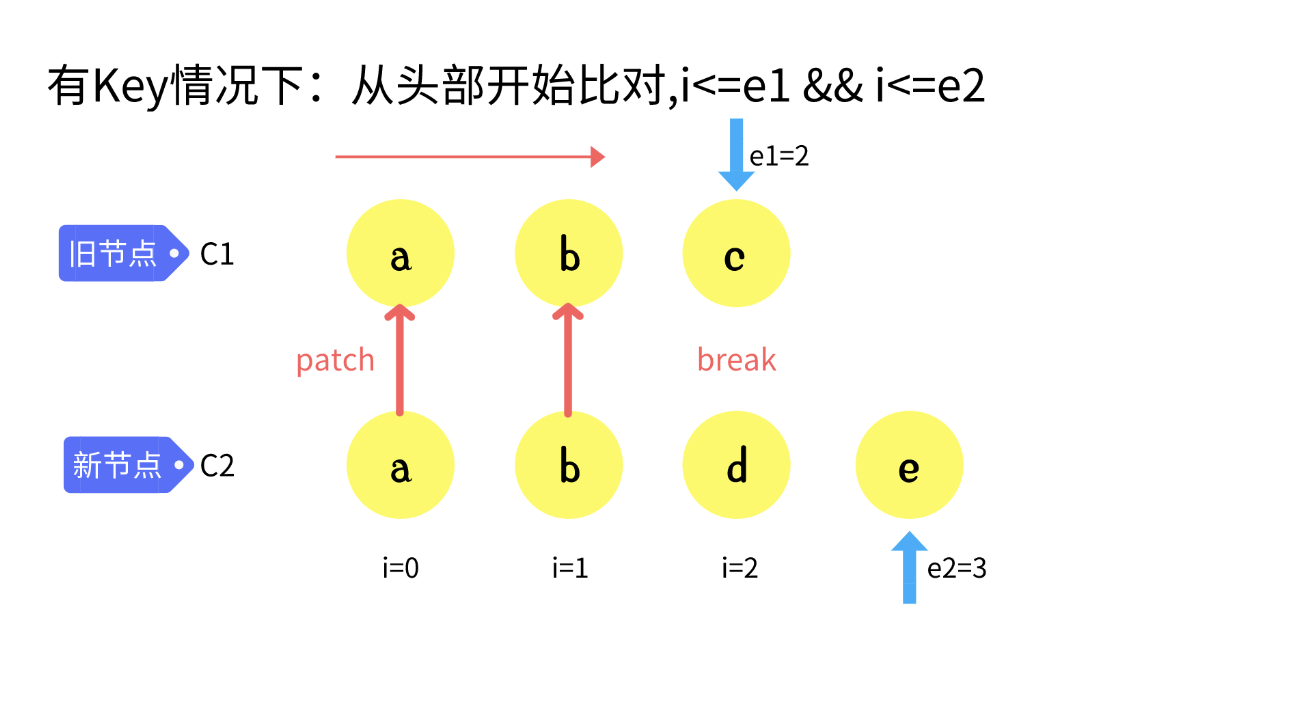 有Key情况下：从头部开始比对,i<=e1 && i<=e2
e1=2
旧节点 C1 a b c
patch break
新节点 C2 a b d e
i=0 i=1 i=2 e2=3